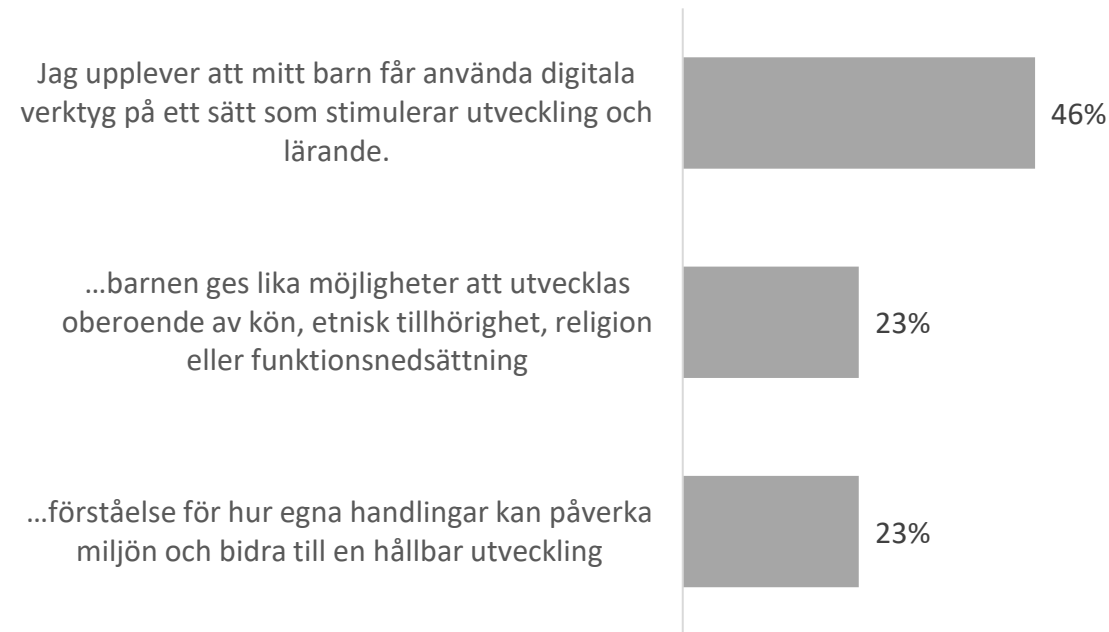 Jag upplever att mitt barn får använda digitala
verktyg på ett sätt som stimulerar utveckling och
lärande.
46%
…barnen ges lika möjligheter att utvecklas
oberoende av kön, etnisk tillhörighet, religion
eller funktionsnedsättning
23%
…förståelse för hur egna handlingar kan påverka
miljön och bidra till en hållbar utveckling
23%